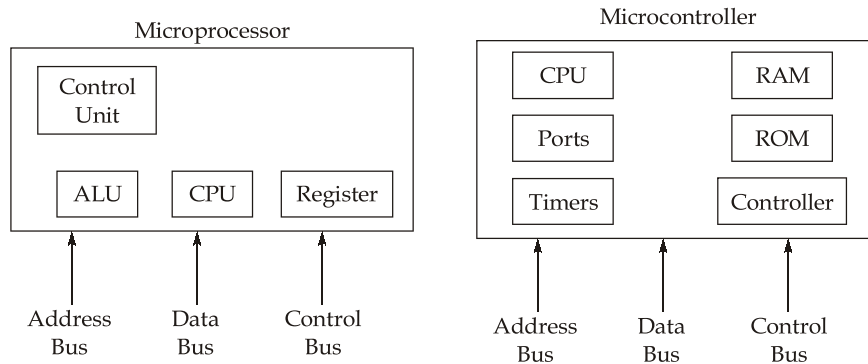 Microprocessor
Control
Unit
ALU
CPU
Register
Address
Bus
Data
Bus
Control
Bus
Microcontroller
CPU
RAM
Ports
ROM
Timers
Controller
Address
Bus
Data
Bus
Control
Bus